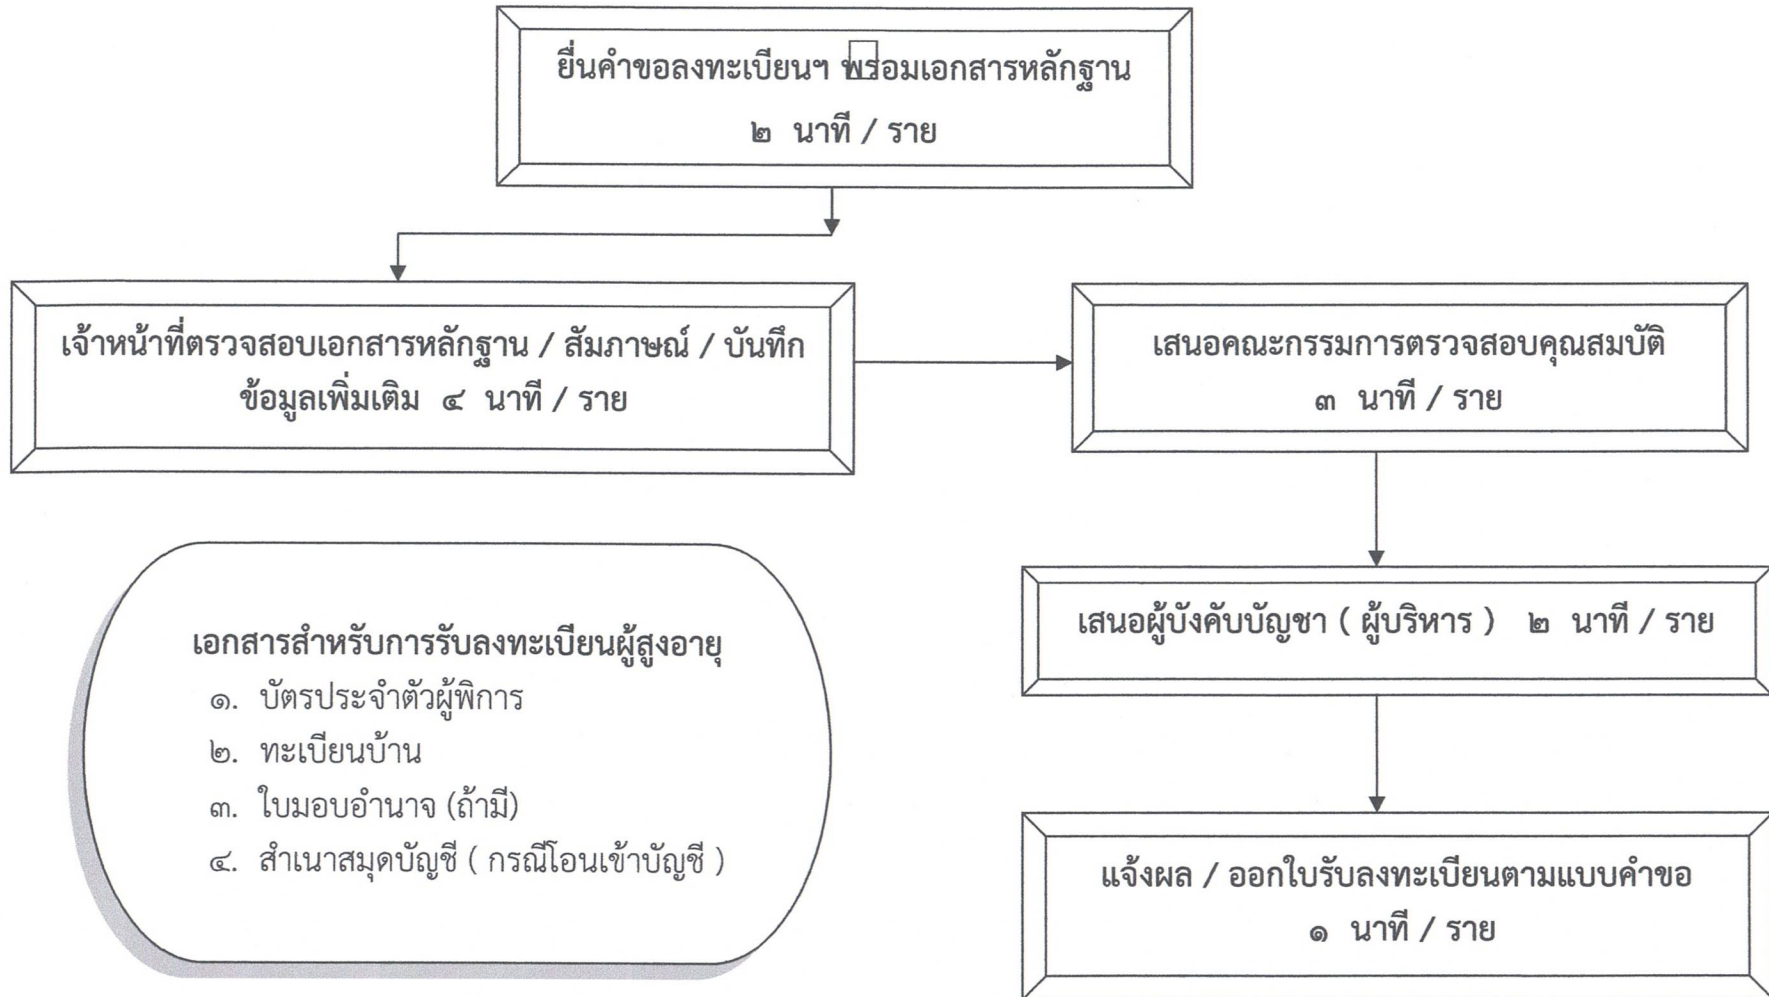 ยื่นคำขอลงทะเบียนฯ พร้อมเอกสารหลักฐาน
๒ นาที / ราย
เจ้าหน้าที่ตรวจสอบเอกสารหลักฐาน / สัมภาษณ์ / บันทึก
ข้อมูลเพิ่มเติม ๔ นาที / ราย
เสนอคณะกรรมการตรวจสอบคุณสมบัติ
๓ นาที / ราย
เสนอผู้บังคับบัญชา ( ผู้บริหาร ) ๒ นาที / ราย
แจ้งผล / ออกใบรับลงทะเบียนตามแบบคำขอ
๑ นาที / ราย
เอกสารสำหรับการรับลงทะเบียนผู้สูงอายุ
๑. บัตรประจำตัวผู้พิการ
๒. ทะเบียนบ้าน
๓. ใบมอบอำนาจ (ถ้ามี)
๔. สำเนาสมุดบัญชี ( กรณีโอนเข้าบัญชี )